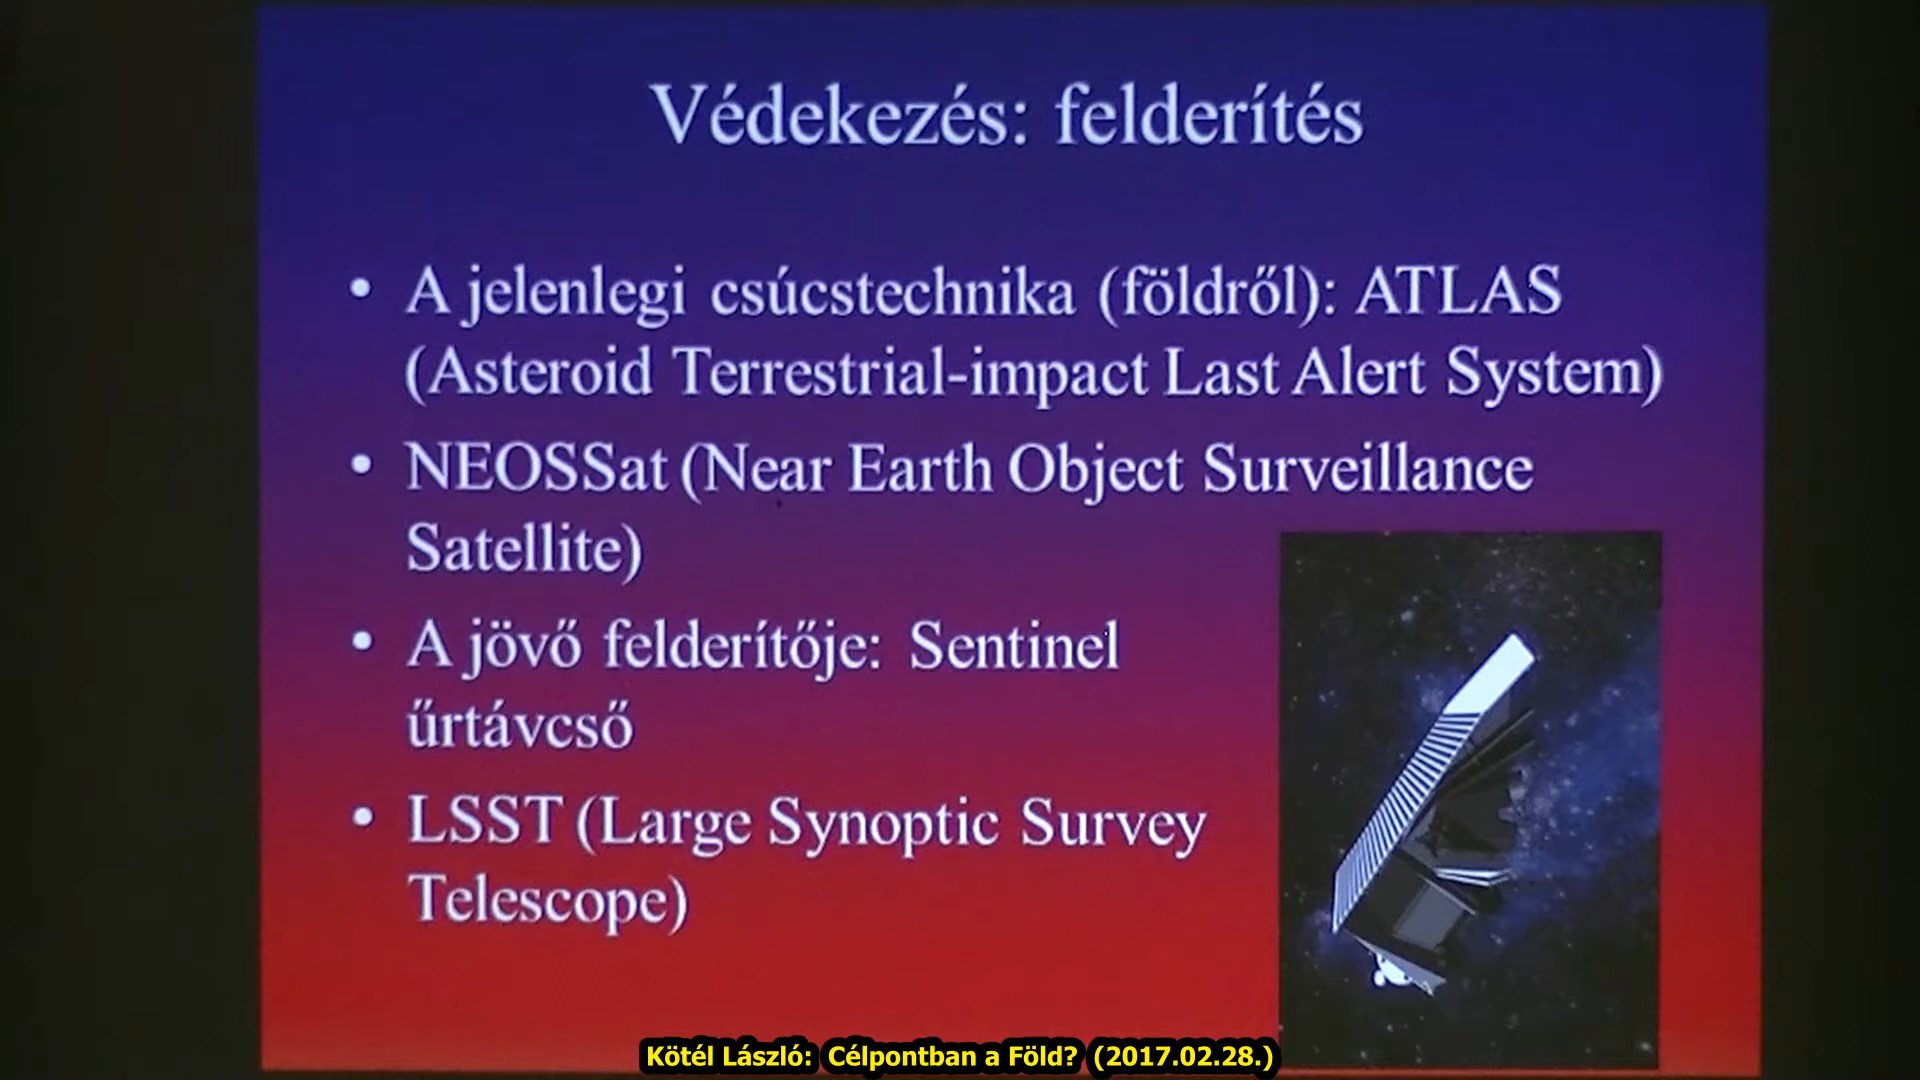 Védekezés: felderítés
• A jelenlegi csúcstechnika (földről): ATLAS
(Asteroid Terrestrial-impact Last Alert System)
• NEOSSat (Near Earth Object Surveillance
Satellite)
• A jövő felderítője: Sentinel
űrtávcső
• LSST (Large Synoptic Survey
Telescope)
Kötél László: Célpontban a Föld? (2017.02.28.)